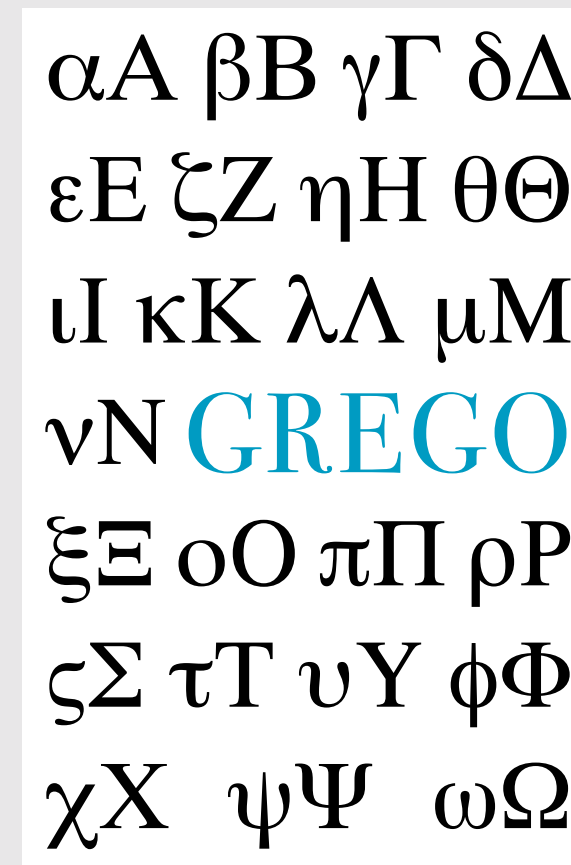 αΑ βΒ γΓ δΔ
εΕ ζΖ ηΗ θΘ
ιΙ κΚ λΛ μΜ
νΝ GREGO
ξΞ οΟ πΠ ρΡ
ςΣ τΤ υΥ ϕΦ
χΧ ψΨ ωΩ